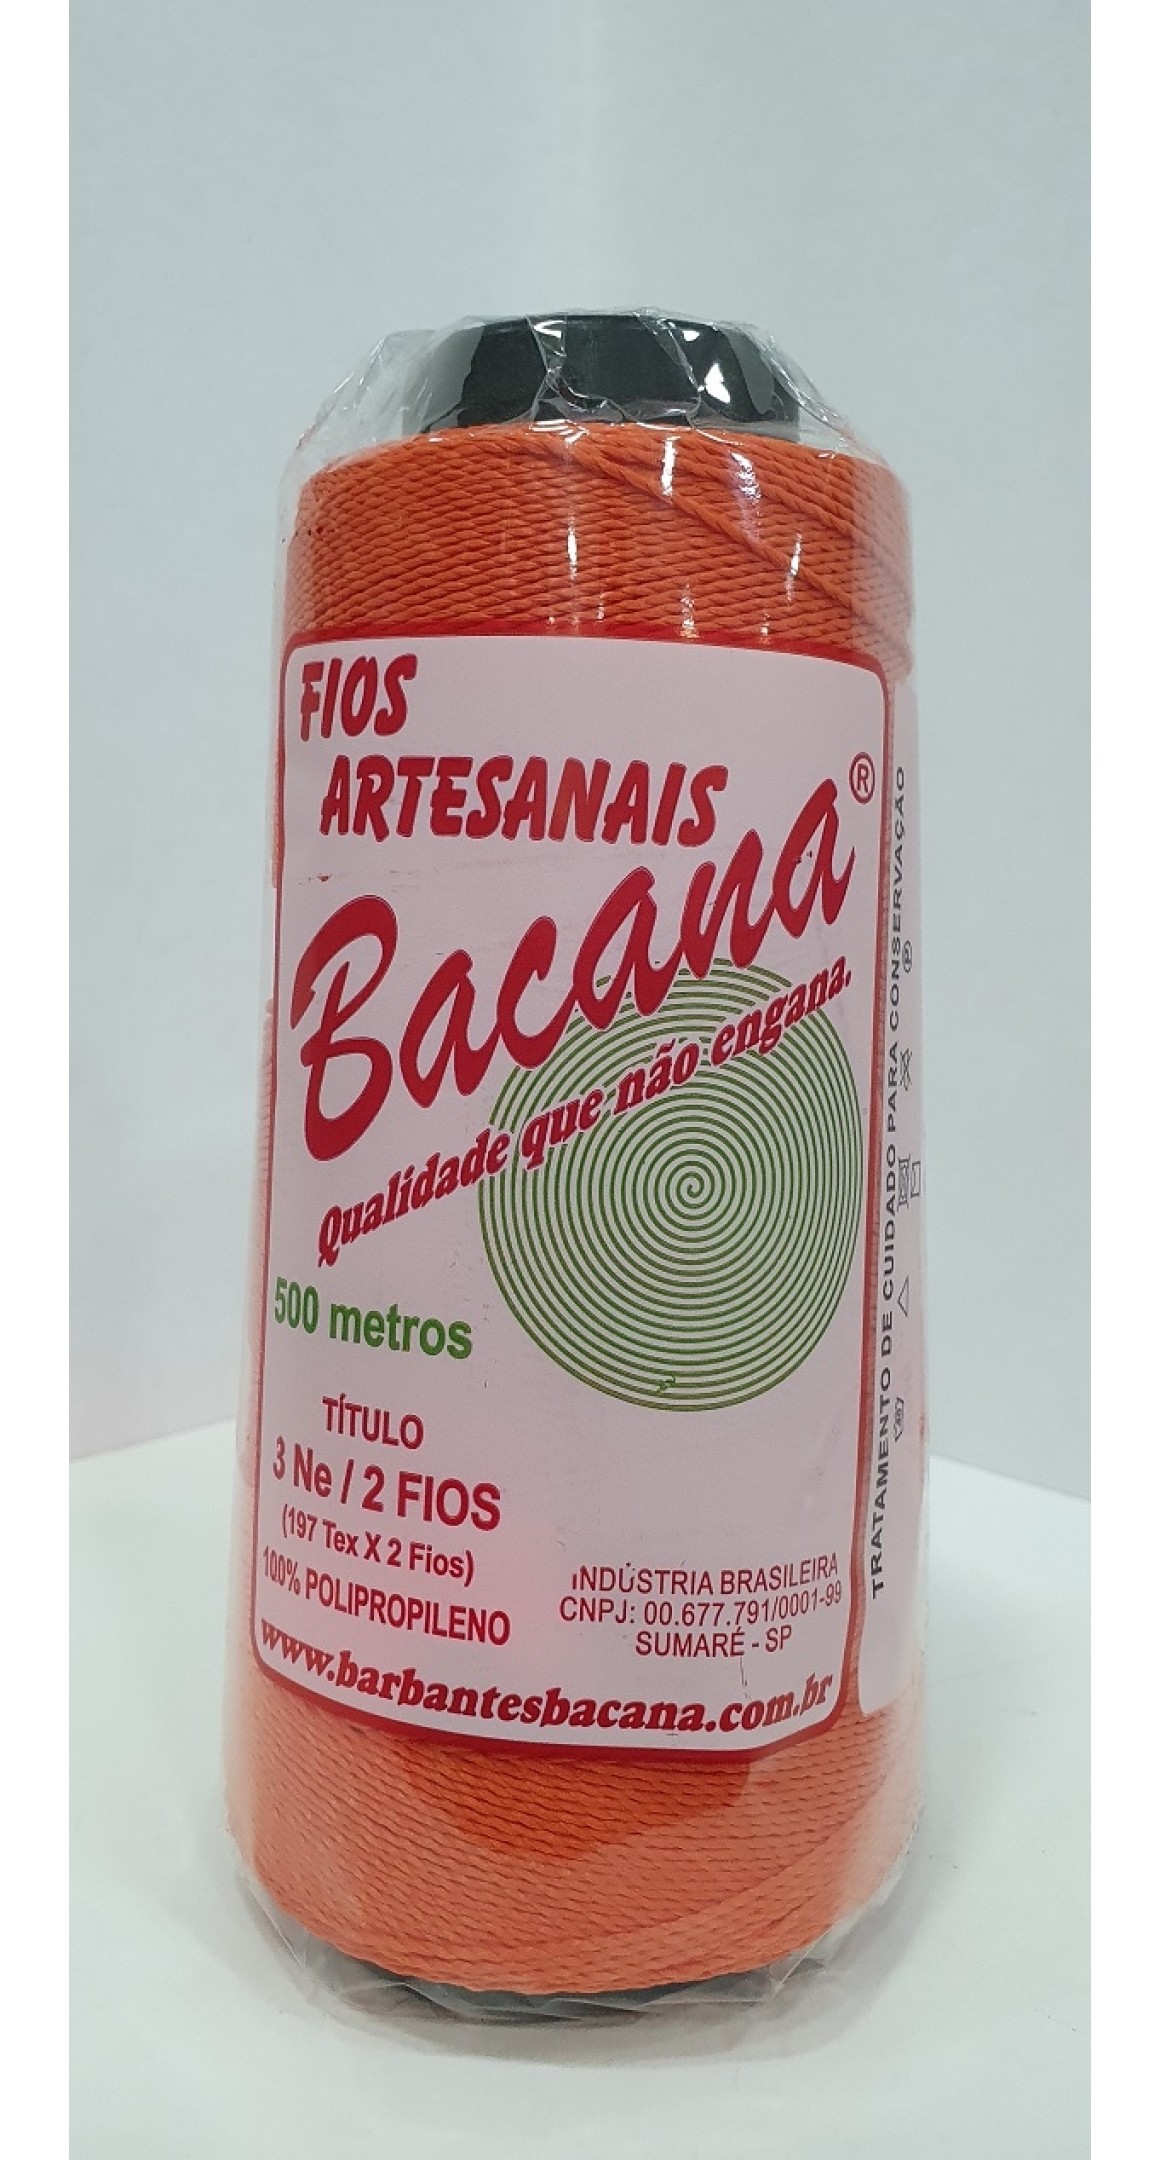 FIOS
ARTESANAIS
Bacana®
Qualidade que não engana.
500 metros
TÍTULO
3 Ne / 2 FIOS
(197 Tex X 2 Fios)
100% POLIPROPILENO
INDÚSTRIA BRASILEIRA
CNPJ: 00.677.791/0001-99
SUMARÉ - SP
www.barbantesbacana.com.br
TRATAMENTO DE CUIDADO PARA CONSERVAÇÃO